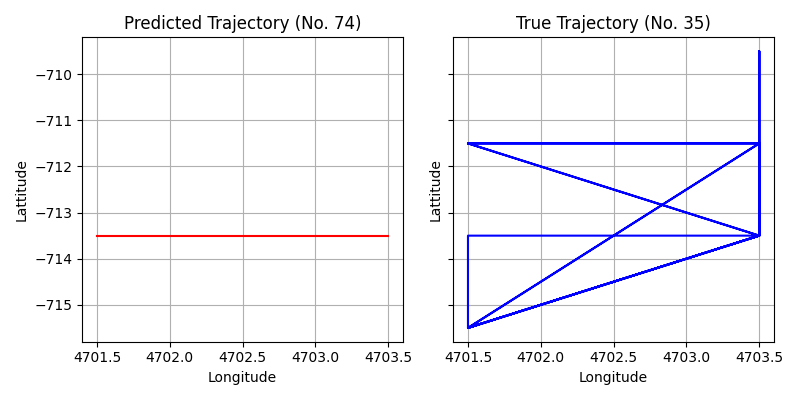 Predicted Trajectory (No. 74)
−710
−711
−712
−713
−714
−715
Lattitude
4701.5 4702.0 4702.5 4703.0 4703.5
Longitude
True Trajectory (No. 35)
Lattitude
4701.5 4702.0 4702.5 4703.0 4703.5
Longitude